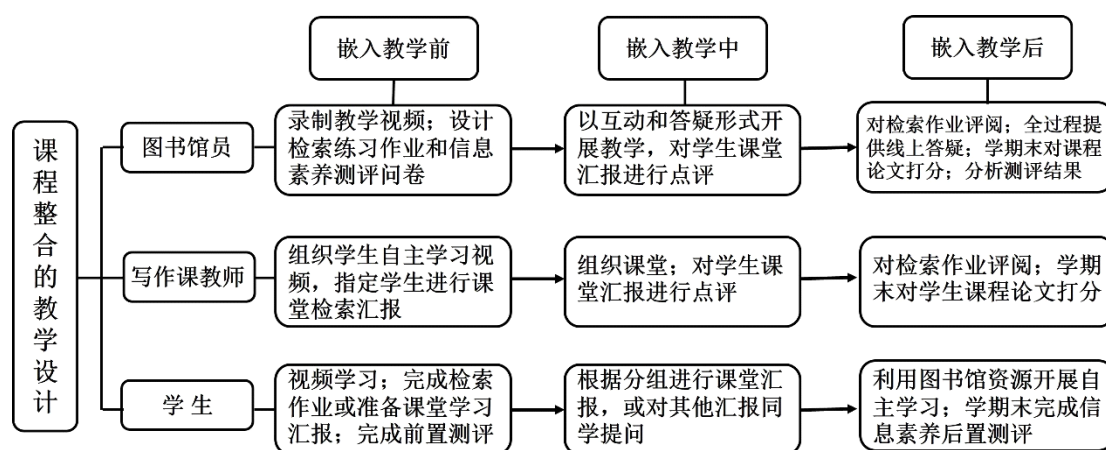 嵌入教学前
嵌入教学中
嵌入教学后
课程整合的教学设计
图书馆员
录制教学视频；设计
检索练习作业和信息
素养测评问卷
以互动和答疑形式开
展教学，对学生课堂
汇报进行点评
对检索作业评阅；全过程提
供线上答疑；学期末对课程
论文打分；分析测评结果
写作课教师
组织学生自主学习视
频，指定学生进行课
堂检索汇报
组织课堂；对学生课
堂汇报进行点评
对检索作业评阅；学期
末对学生课程论文打分
学生
视频学习；完成检索
作业或准备课堂学习
汇报；完成前置测评
根据分组进行课堂汇
报，或对其他汇报同
学提问
利用图书馆资源开展自
主学习；学期末完成信
息素养后置测评